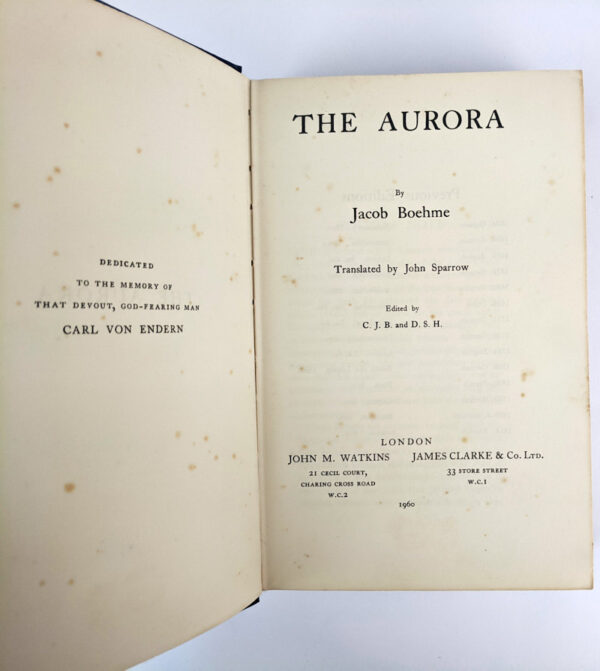 DEDICATED
TO THE MEMORY OF
THAT DEVOUT, GOD-FEARING MAN
CARL VON ENDERN
THE AURORA
By
Jacob Boehme
Translated by John Sparrow
Edited by
C. J. B. and D. S. H.
LONDON
JOHN M. WATKINS JAMES CLARKE & Co. LTD.
21 CECIL COURT, 33 STORE STREET
CHARING CROSS ROAD W.C.1
W.C.2
1960